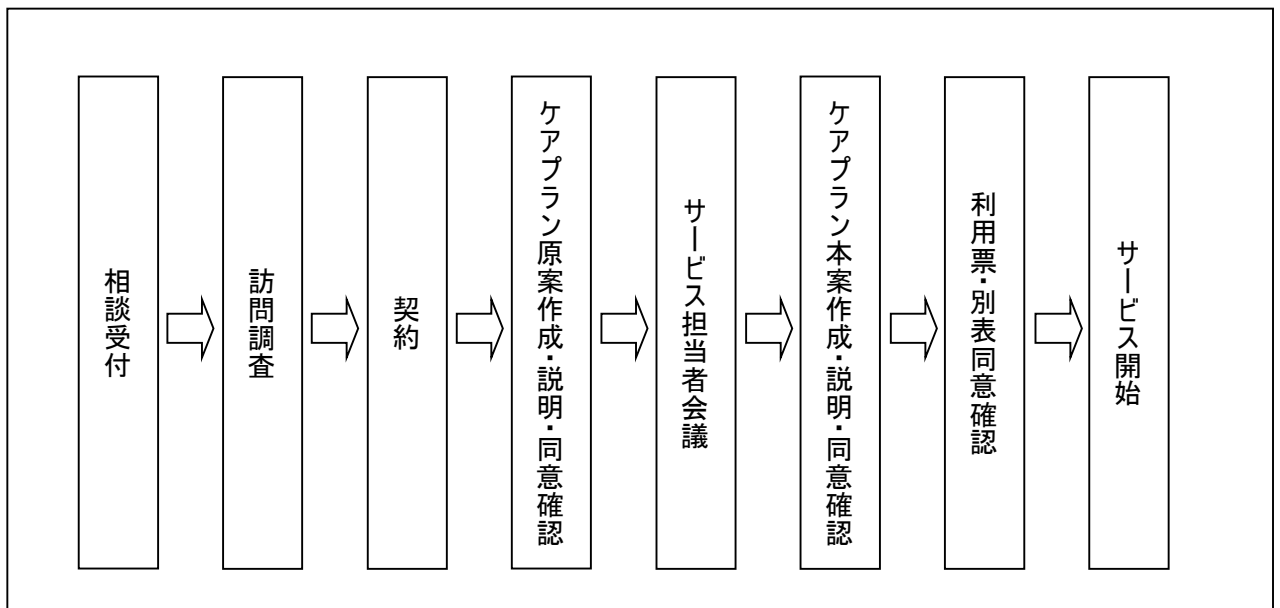 相談受付
訪問調査
契約
ケアプラン原案作成・説明・同意確認
サービス担当者会議
ケアプラン本案作成・説明・同意確認
利用票・別表同意確認
サービス開始